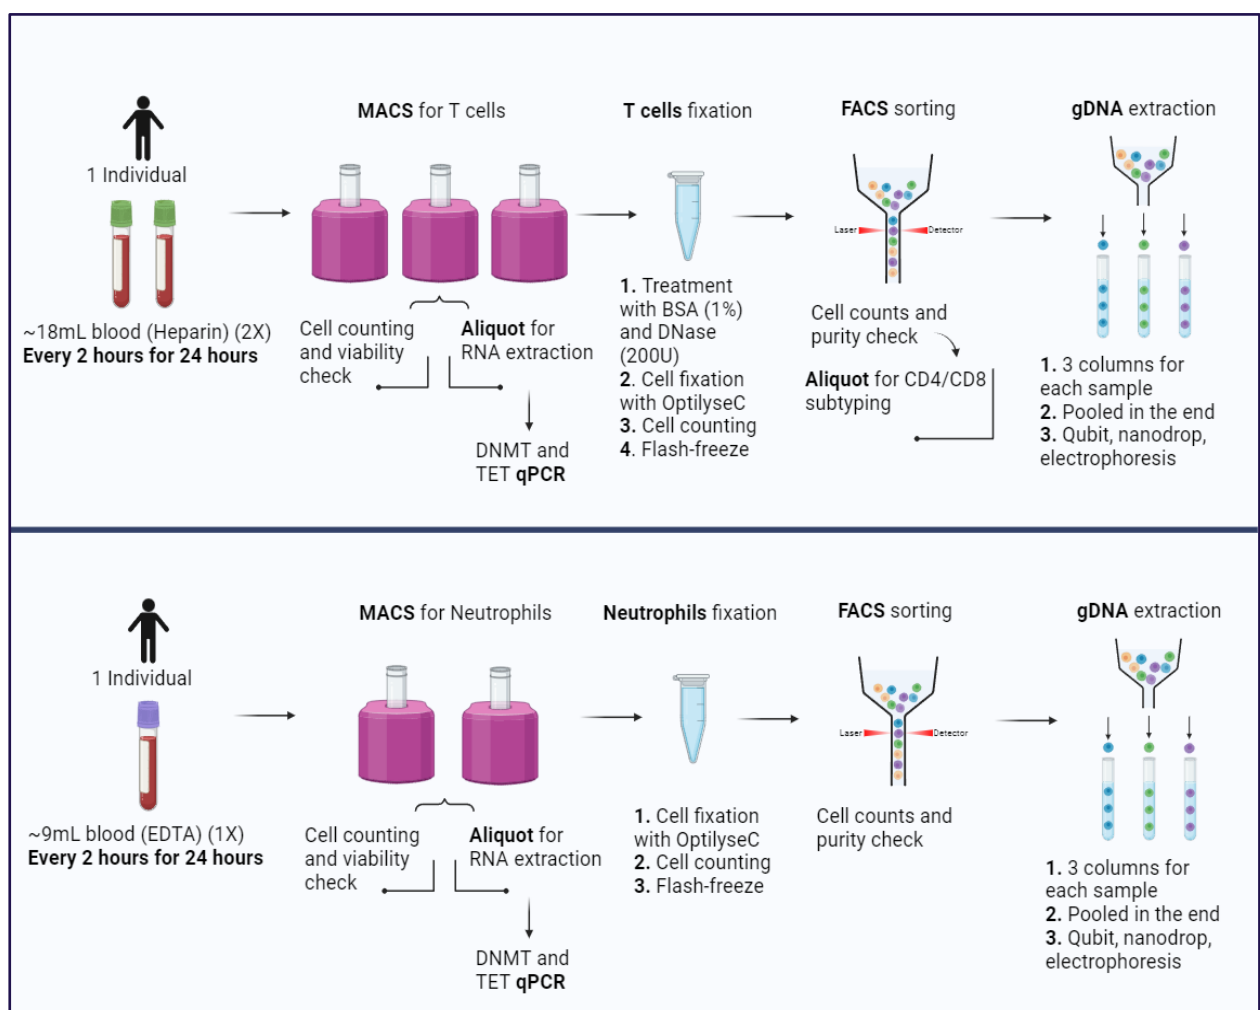 MACS for T cells
T cells fixation
FACS sorting
gDNA extraction
1 Individual
Laser
Detector
~18mL blood (Heparin) (2X)
Every 2 hours for 24 hours
Cell counting
and viability
check
Aliquot for
RNA extraction
DNMT and
TET qPCR
1. Treatment
with BSA (1%)
and DNase
(200U)
2. Cell fixation
with OptilyseC
3. Cell counting
4. Flash-freeze
Cell counts and
purity check
Aliquot for CD4/CD8
subtyping
1. 3 columns for
each sample
2. Pooled in the end
3. Qubit, nanodrop,
electrophoresis
MACS for Neutrophils
Neutrophils fixation
FACS sorting
gDNA extraction
1 Individual
Laser
Detector
~9mL blood (EDTA) (1X)
Every 2 hours for 24 hours
Cell counting
and viability
check
Aliquot for
RNA extraction
DNMT and
TET qPCR
1. Cell fixation
with OptilyseC
2. Cell counting
3. Flash-freeze
Cell counts and
purity check
1. 3 columns for
each sample
2. Pooled in the end
3. Qubit, nanodrop,
electrophoresis